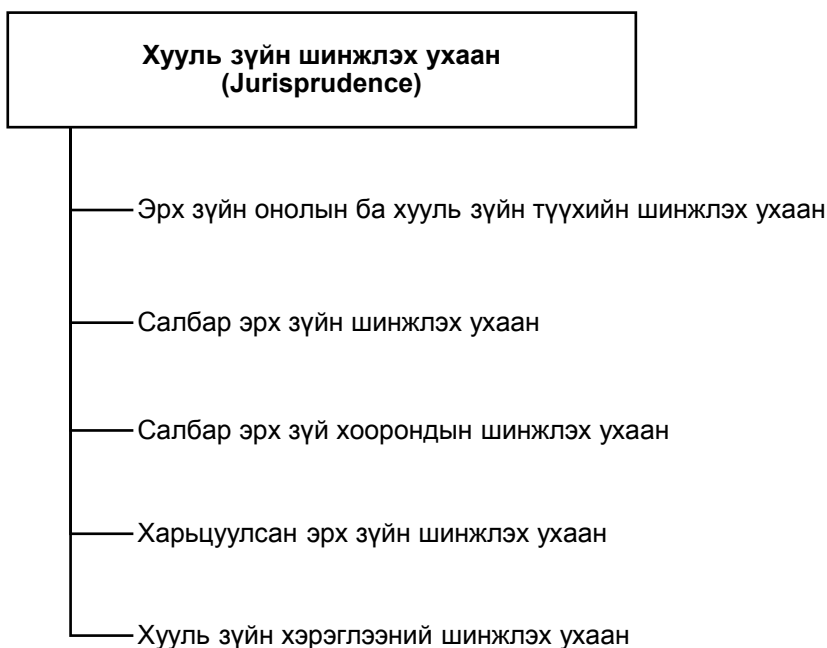 Хууль зүйн шинжлэх ухаан
(Jurisprudence)
Эрх зүйн онолын ба хууль зүйн түүхийн шинжлэх ухаан
Салбар эрх зүйн шинжлэх ухаан
Салбар эрх зүй хоорондын шинжлэх ухаан
Харьцуулсан эрх зүйн шинжлэх ухаан
Хууль зүйн хэрэглээний шинжлэх ухаан